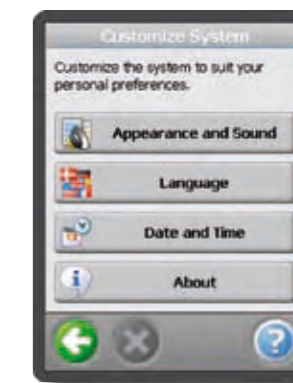 Customize System
Customize the system to suit your
personal preferences.
Appearance and Sound
Language
Date and Time
About